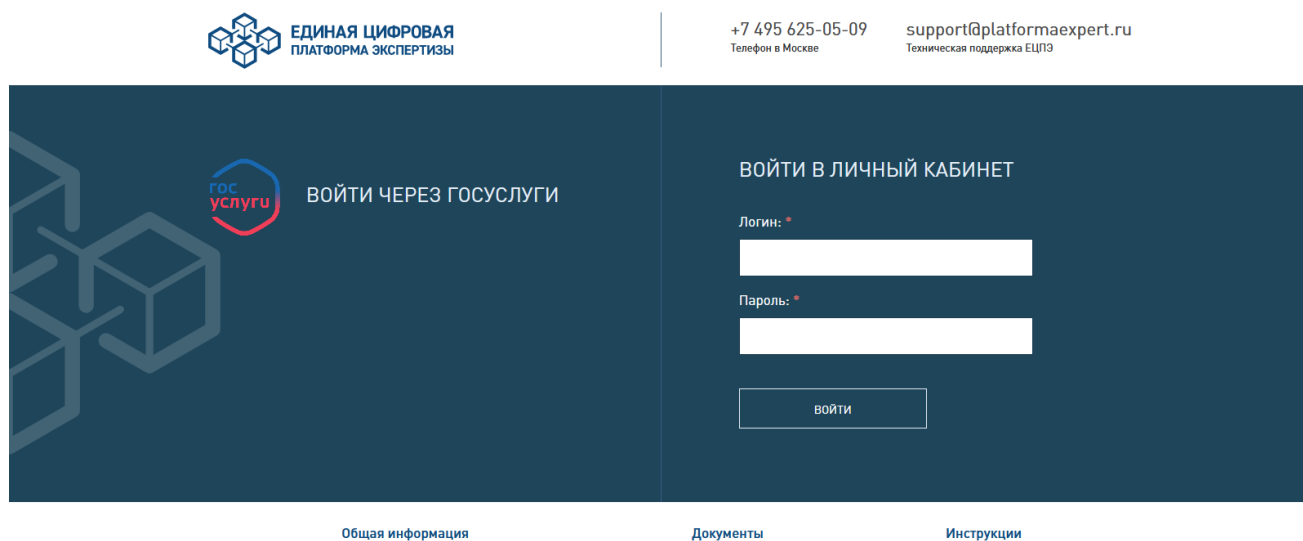 ЕДИНАЯ ЦИФРОВАЯ
ПЛАТФОРМА ЭКСПЕРТИЗЫ
+7 495 625-05-09
Телефон в Москве
support@platformaexpert.ru
Техническая поддержка ЕЦПЭ
гос
услуги
ВОЙТИ ЧЕРЕЗ ГОСУСЛУГИ
ВОЙТИ В ЛИЧНЫЙ КАБИНЕТ
Логин: *
Пароль: *
ВОЙТИ
Общая информация
Документы
Инструкции